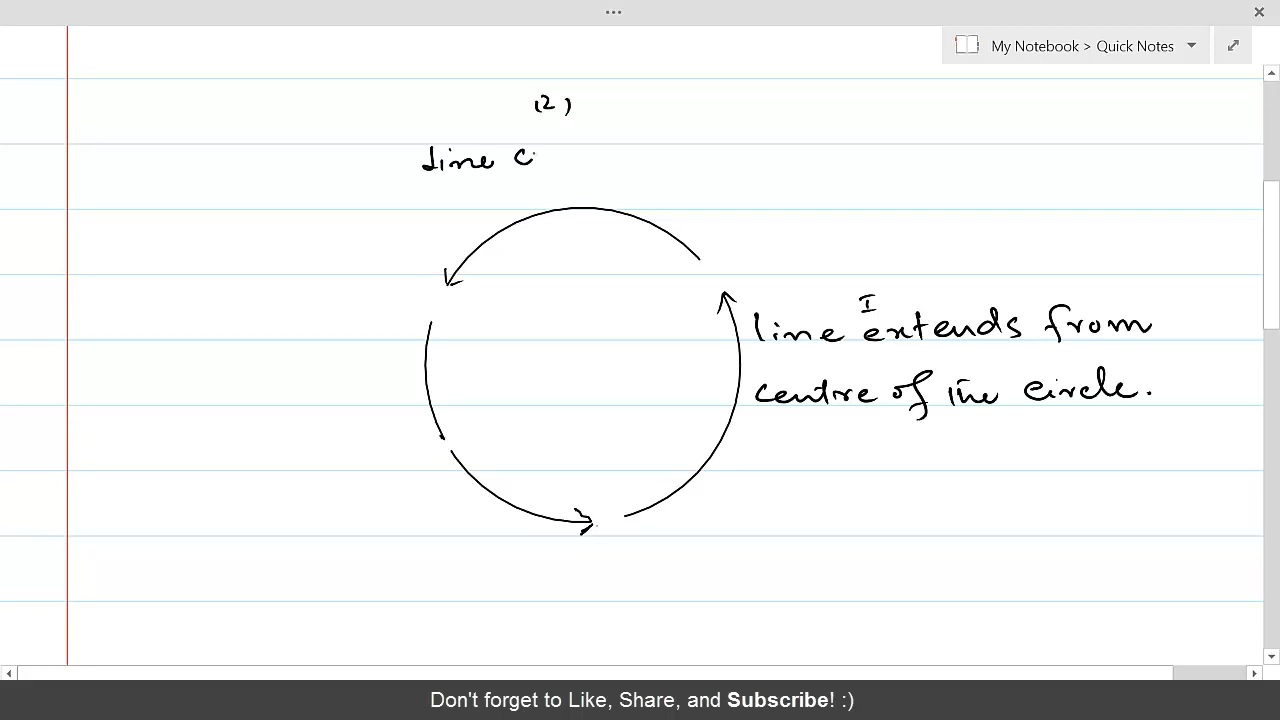 ...
My Notebook > Quick Notes
(2)
Line c
I
line extends from
centre of the circle.
Don't forget to Like, Share, and Subscribe! :)